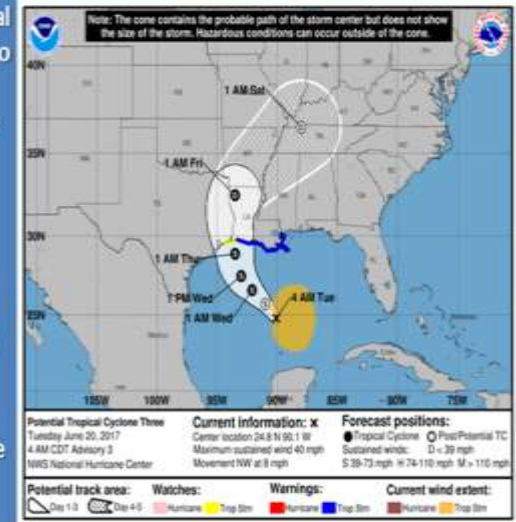 al
o
e
Note: The cone contains the probable path of the storm center but does not show
the size of the storm. Hazardous conditions can occur outside of the cone.
40N
1 AM Sat
35N
1 AM Fri
LA
30N
1 AM Thu
1 PM Wed
4 AM Tue
1 AM Wed
25N
Mexico
Cuba
105W 100W 95W 90W 85W 80W 75W
Potential Tropical Cyclone Three
Tuesday June 20, 2017
4 AM CDT Advisory 3
NWS National Hurricane Center
Current information: x
Center location 24.8 N 90.1 W
Maximum sustained wind 40 mph
Movement NW at 8 mph
Forecast positions:
Tropical Cyclone Post/Potential TC
Sustained winds: D < 39 mph
S 39-73 mph H 74-110 mph M > 110 mph
Potential track area:
Day 1-3 Day 4-5
Watches:
Hurricane Trop Stm
Warnings:
Hurricane Trop Stm
Current wind extent:
Hurricane Trop Stm